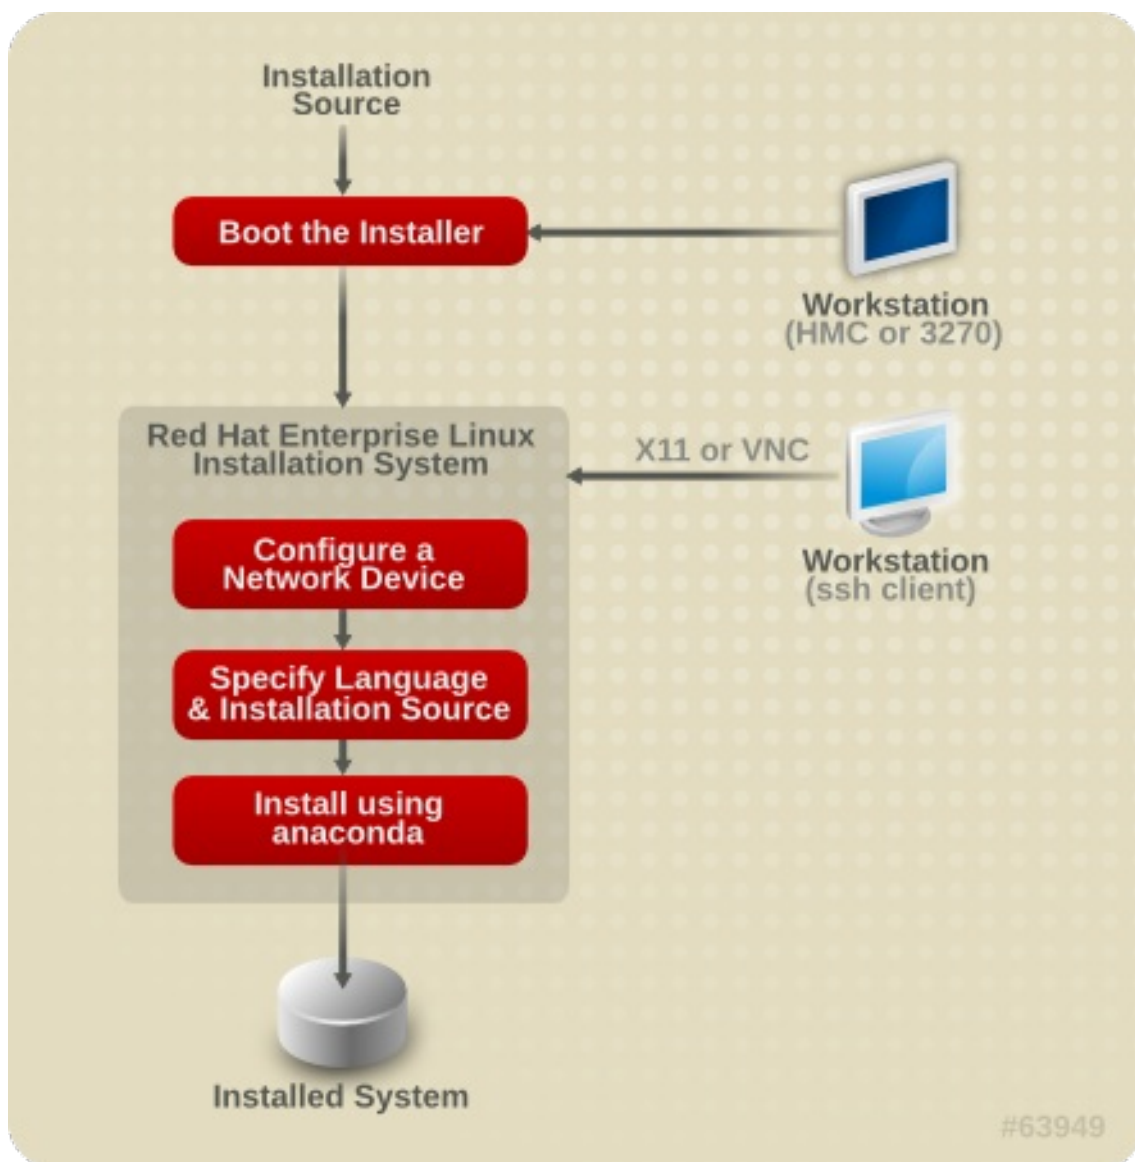 Installation
Source
Boot the Installer
Workstation
(HMC or 3270)
Red Hat Enterprise Linux
Installation System
X11 or VNC
Configure a
Network Device
Workstation
(ssh client)
Specify Language
& Installation Source
Install using
anaconda
Installed System
#63949